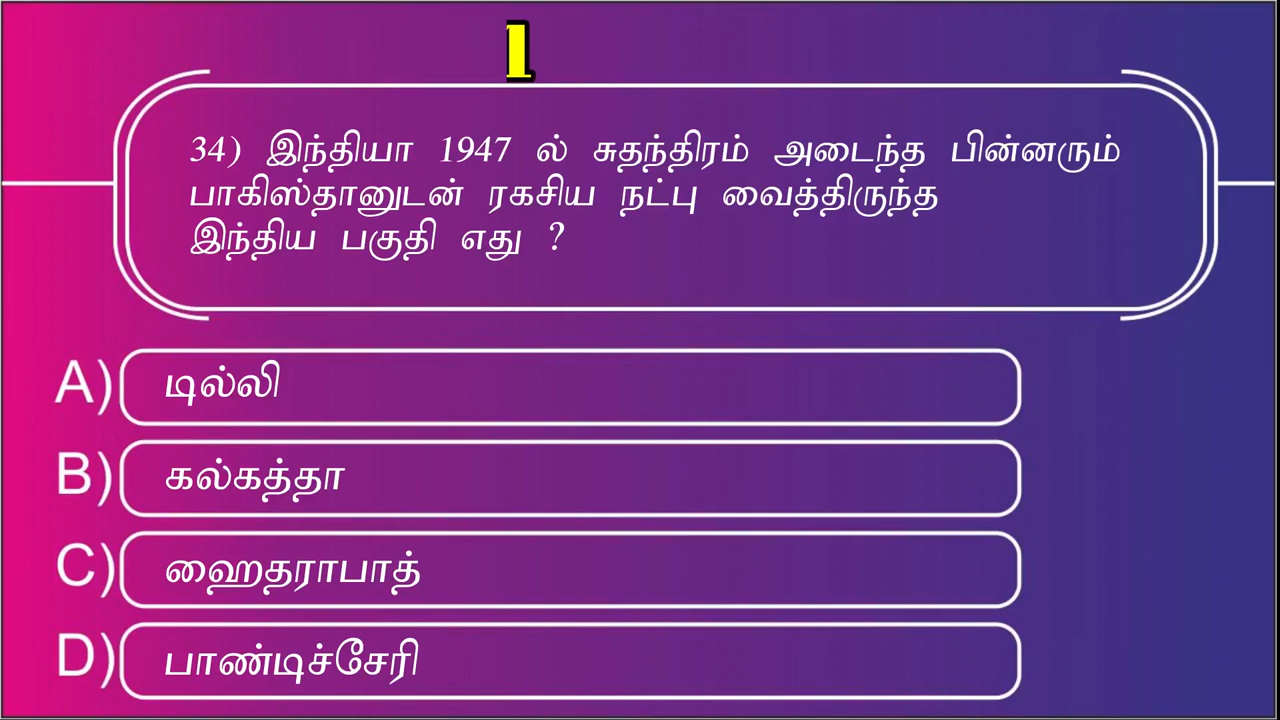 1
34) இந்தியா 1947 ல் சுதந்திரம் அடைந்த பின்னரும்
பாகிஸ்தானுடன் ரகசிய நட்பு வைத்திருந்த
இந்திய பகுதி எது ?
A) டில்லி
B) கல்கத்தா
C) ஹைதராபாத்
D) பாண்டிச்சேரி